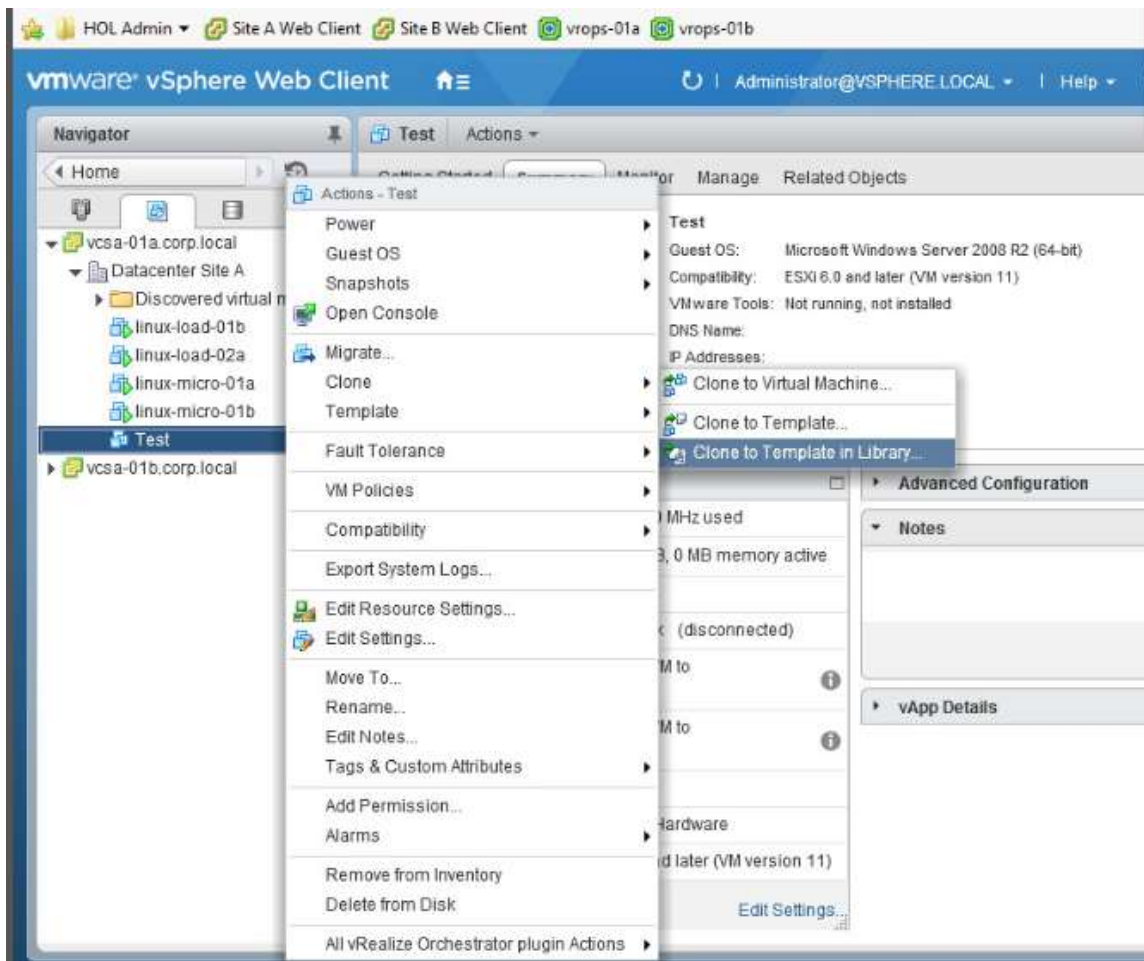 HOL Admin Site A Web Client Site B Web Client vrops-01a vrops-01b
vmware® vSphere Web Client Administrator@VSPHERE.LOCAL Help
Navigator
Home
vcsa-01a.corp.local
Datacenter Site A
Discovered virtual
linux-load-01b
linux-load-02a
linux-micro-01a
linux-micro-01b
Test
vcsa-01b.corp.local
Test Actions
Manage Related Objects
Actions - Test
Power
Guest OS
Snapshots
Open Console
Migrate...
Clone
Template
Fault Tolerance
VM Policies
Compatibility
Export System Logs...
Edit Resource Settings...
Edit Settings...
Move To...
Rename...
Edit Notes...
Tags & Custom Attributes
Add Permission...
Alarms
Remove from Inventory
Delete from Disk
All vRealize Orchestrator plugin Actions
Test
Guest OS: Microsoft Windows Server 2008 R2 (64-bit)
Compatibility: ESXi 6.0 and later (VM version 11)
VMware Tools: Not running, not installed
DNS Name:
IP Addresses:
Clone to Virtual Machine...
Clone to Template...
Clone to Template in Library...
MHz used
0 MB memory active
(disconnected)
VM to
VM to
Hardware
later (VM version 11)
Edit Settings...
Advanced Configuration
Notes
vApp Details